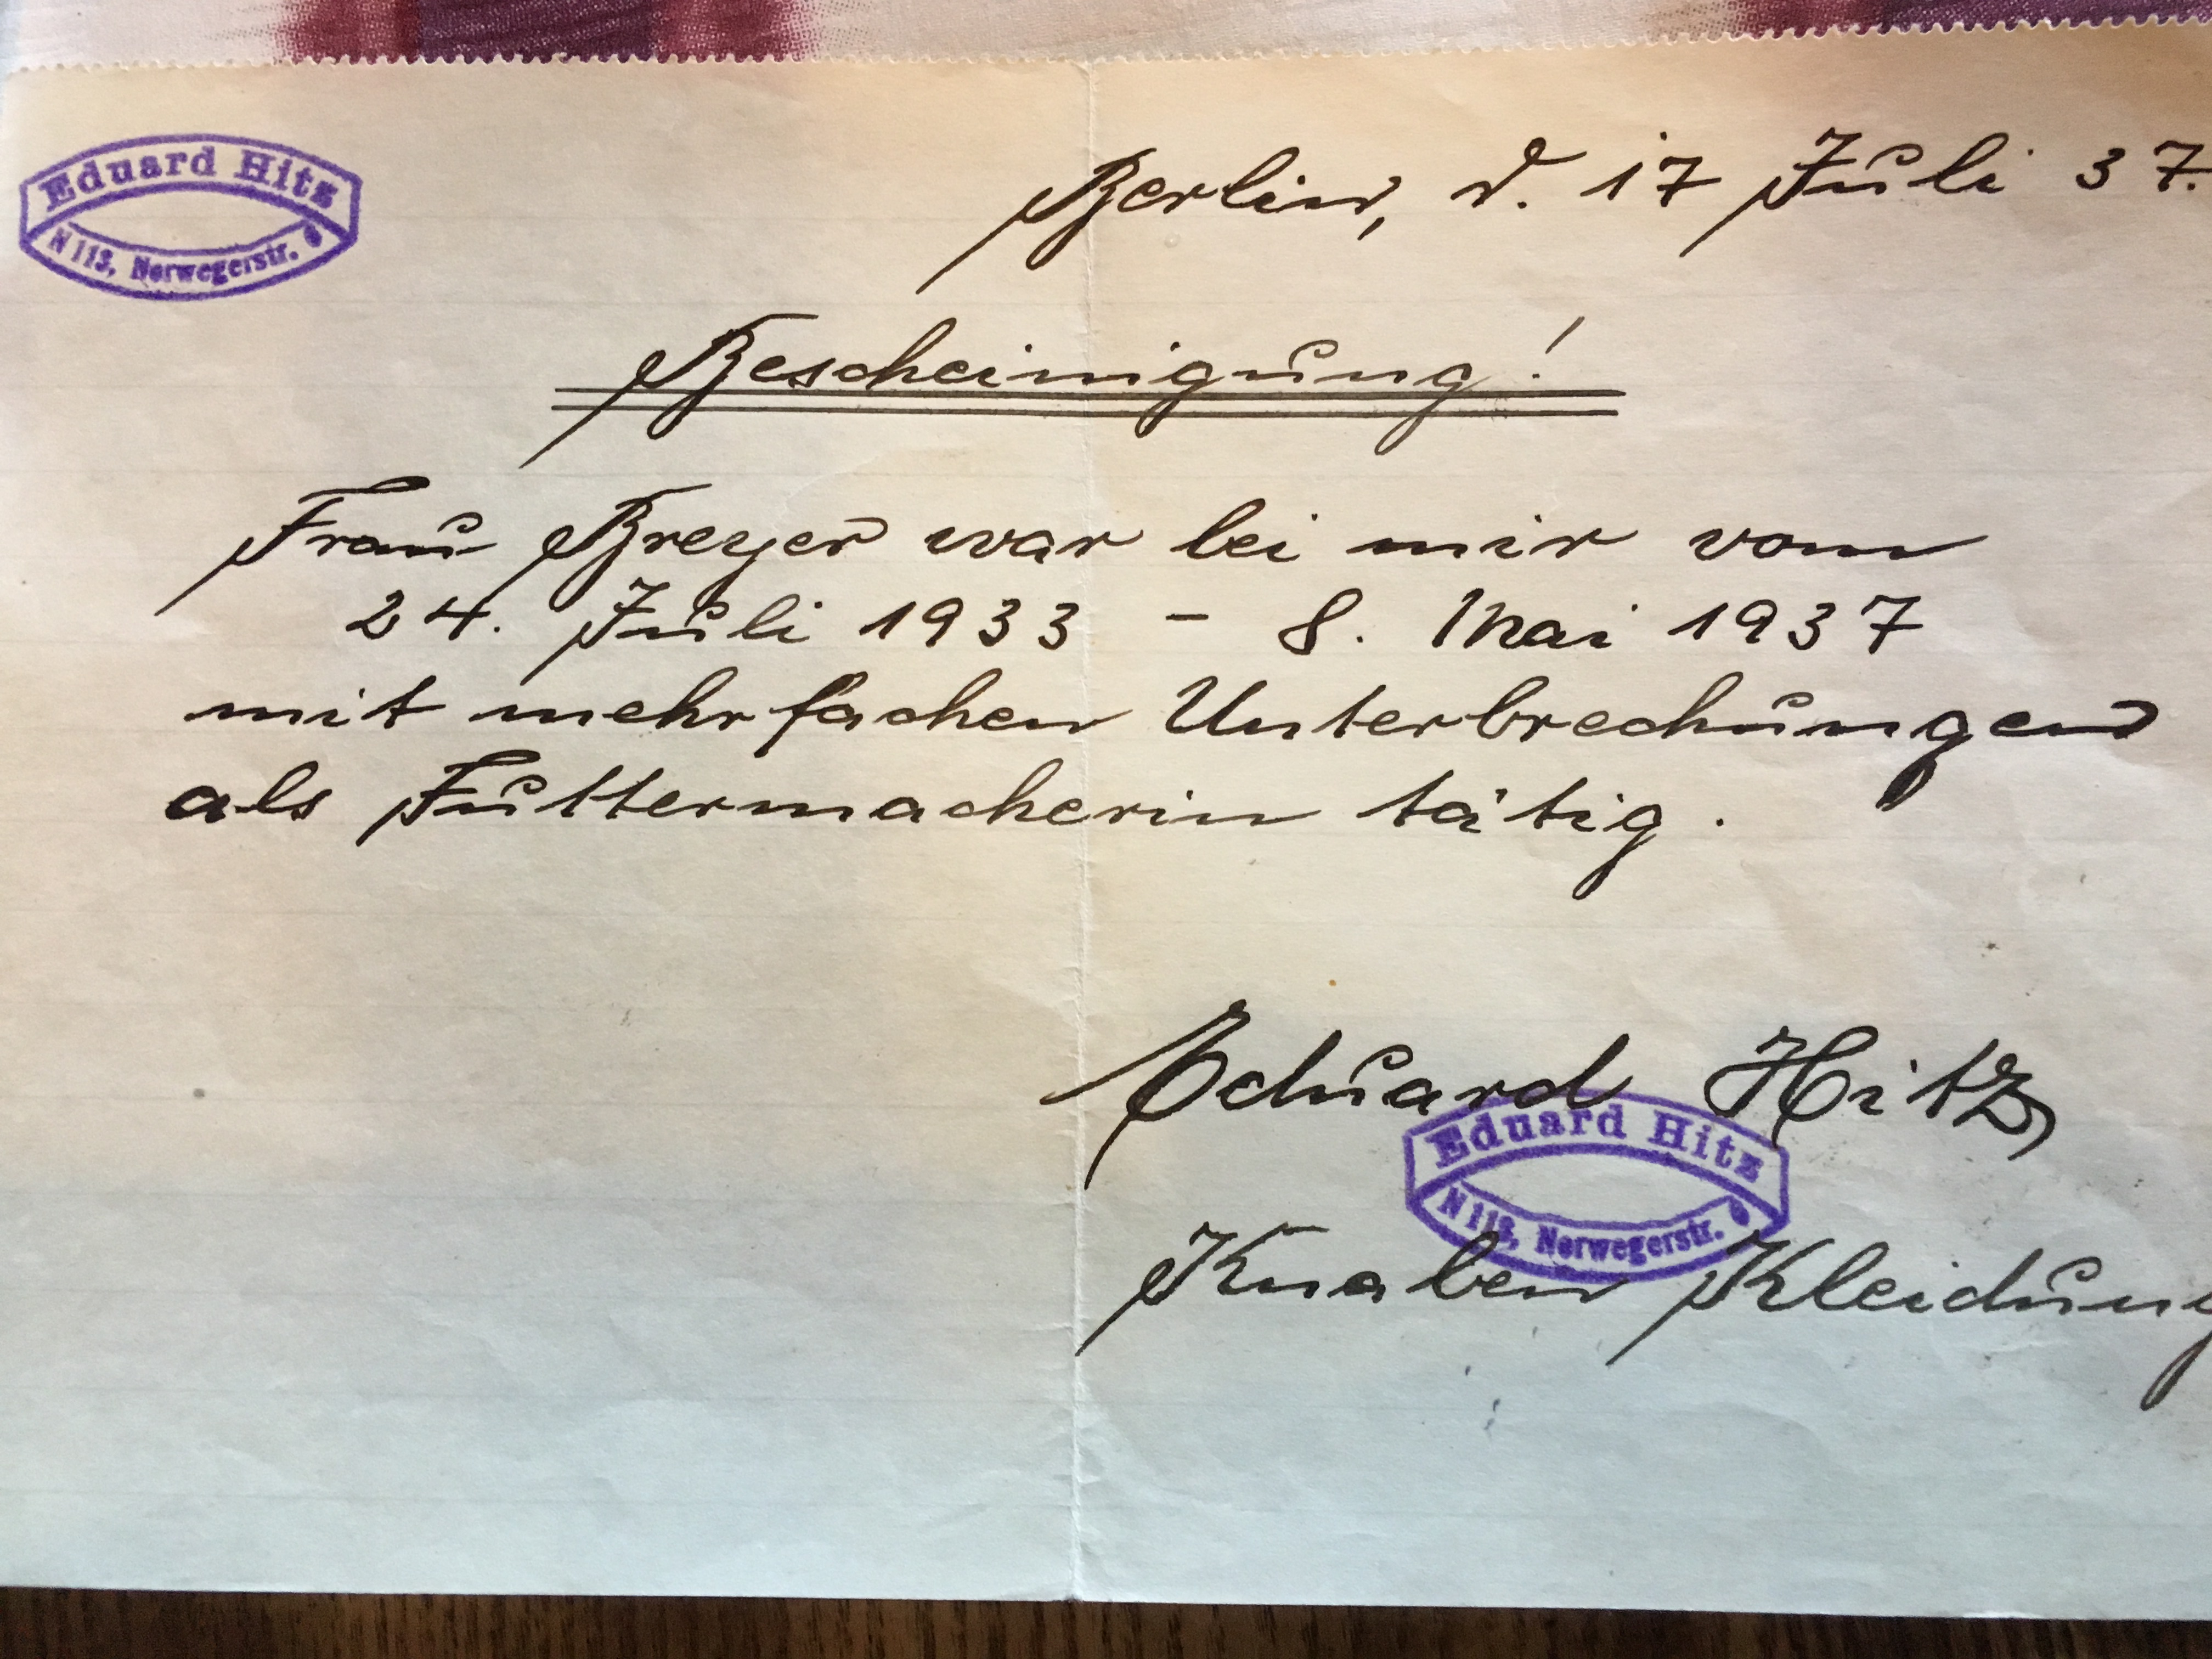 Eduard Hitz
N 113, Norwegerstr. 6
Berlin, d. 17 Juli 37.
Bescheinigung!
Frau Breyer war bei mir vom
24. Juli 1933 - 8. Mai 1937
mit mehrfachen Unterbrechungen
als Futtermacherin tätig.
Eduard Hitz
Eduard Hitz
N 113, Norwegerstr. 6
Knaben Kleidung